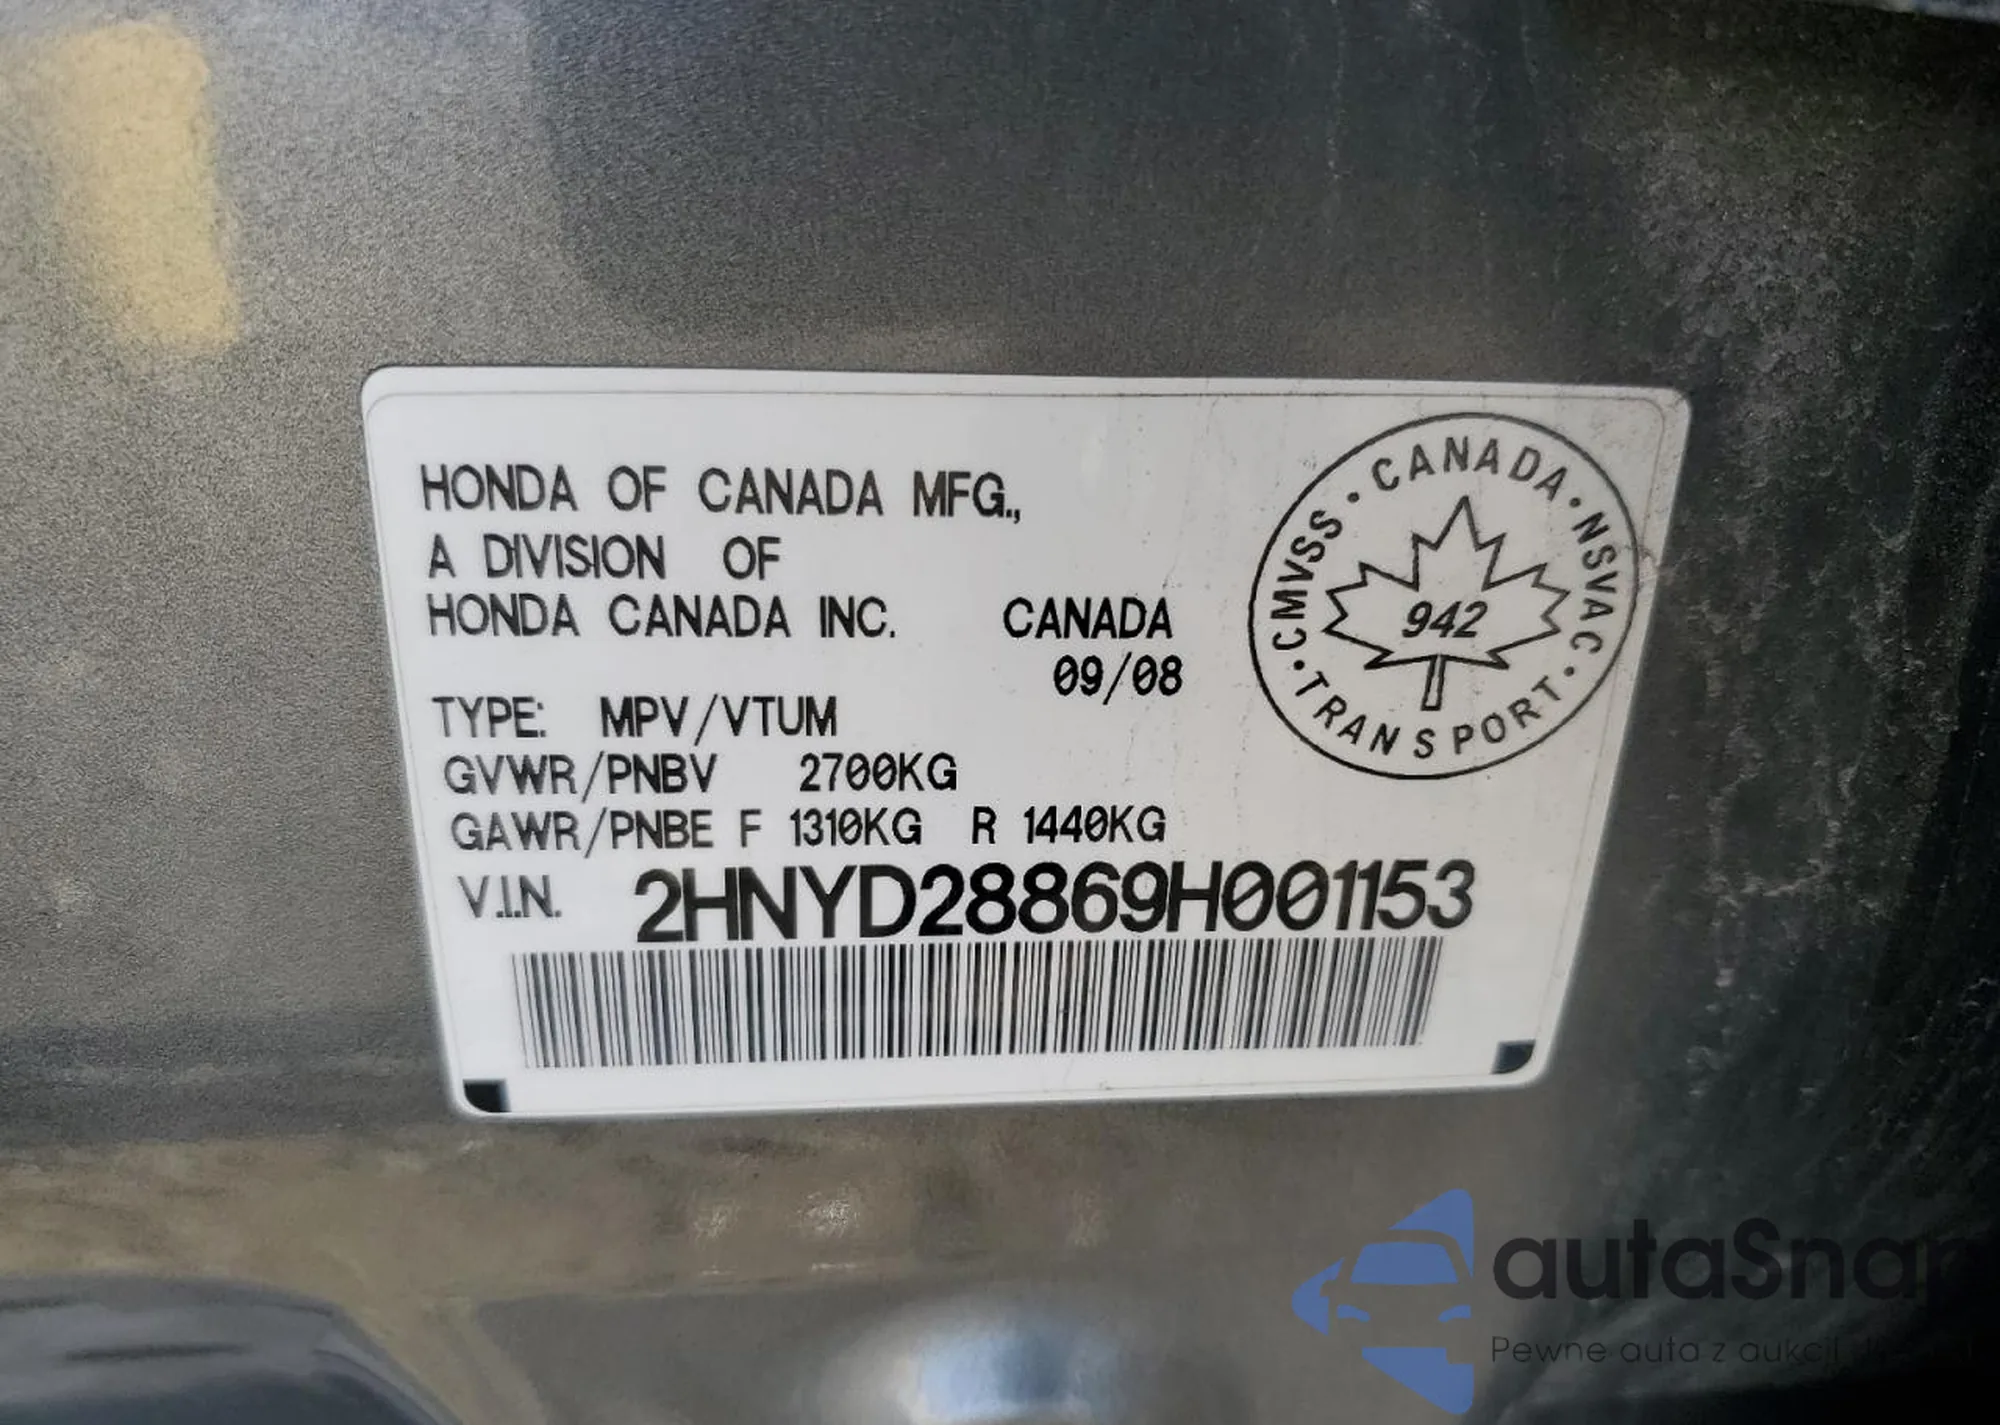 HONDA OF CANADA MFG.,
A DIVISION OF
HONDA CANADA INC. CANADA
09/08
TYPE: MPV/VTUM
GVWR/PNBV 2700KG
GAWR/PNBE F 1310KG R 1440KG
V.I.N. 2HNYD28869H001153
CMVSS · CANADA · NSVAC · TRANSPORT ·
942
autaSnap
Pewne auta z aukcji